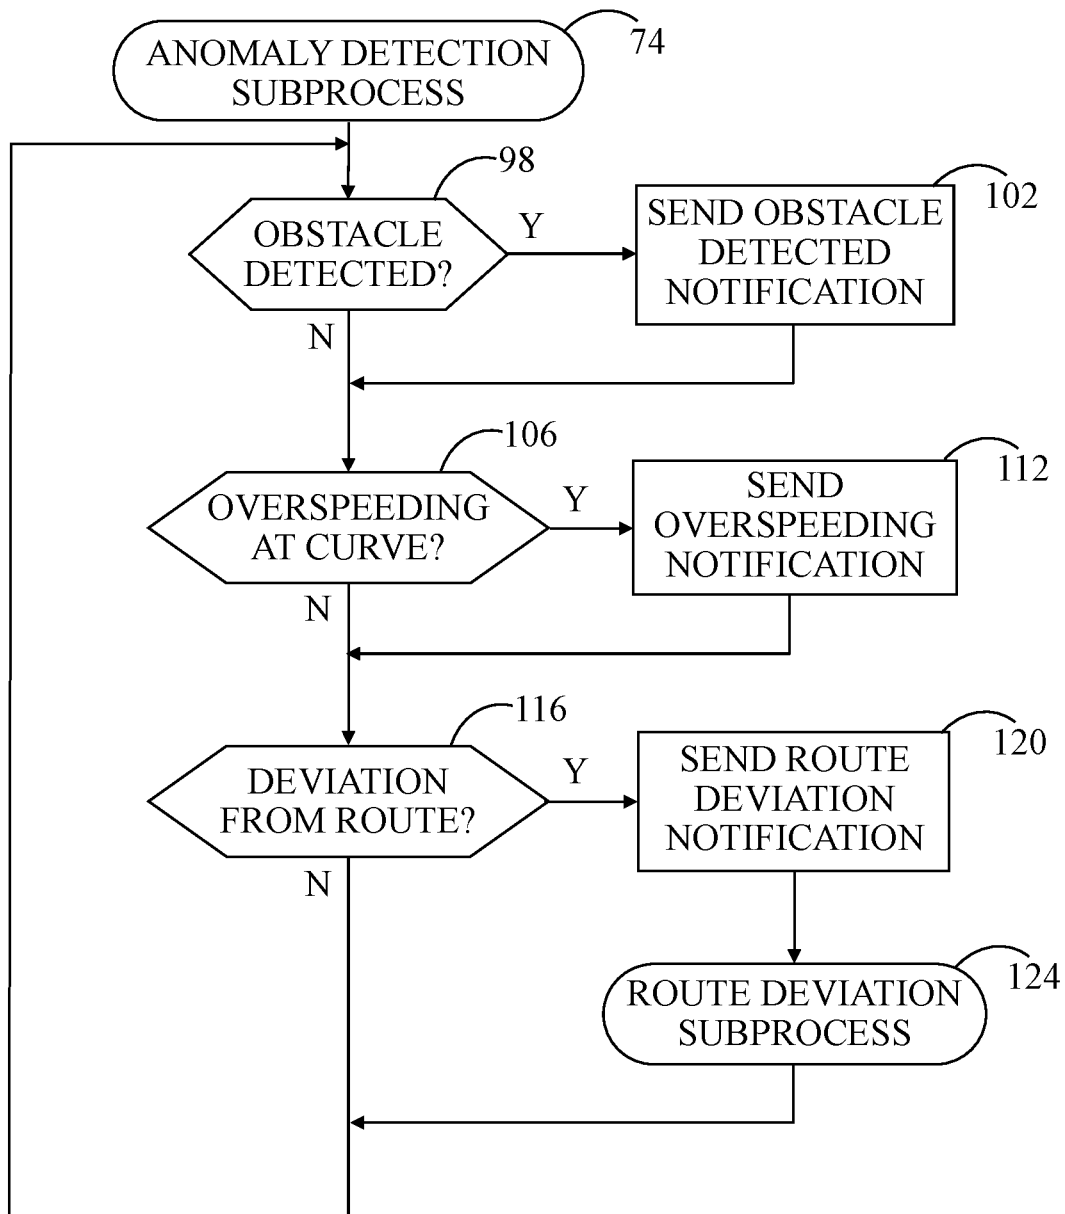 ANOMALY DETECTION
SUBPROCESS
74
98
OBSTACLE
DETECTED?
Y
N
SEND OBSTACLE
DETECTED
NOTIFICATION
102
106
OVERSPEEDING
AT CURVE?
Y
N
SEND
OVERSPEEDING
NOTIFICATION
112
116
DEVIATION
FROM ROUTE?
Y
N
SEND ROUTE
DEVIATION
NOTIFICATION
120
ROUTE DEVIATION
SUBPROCESS
124